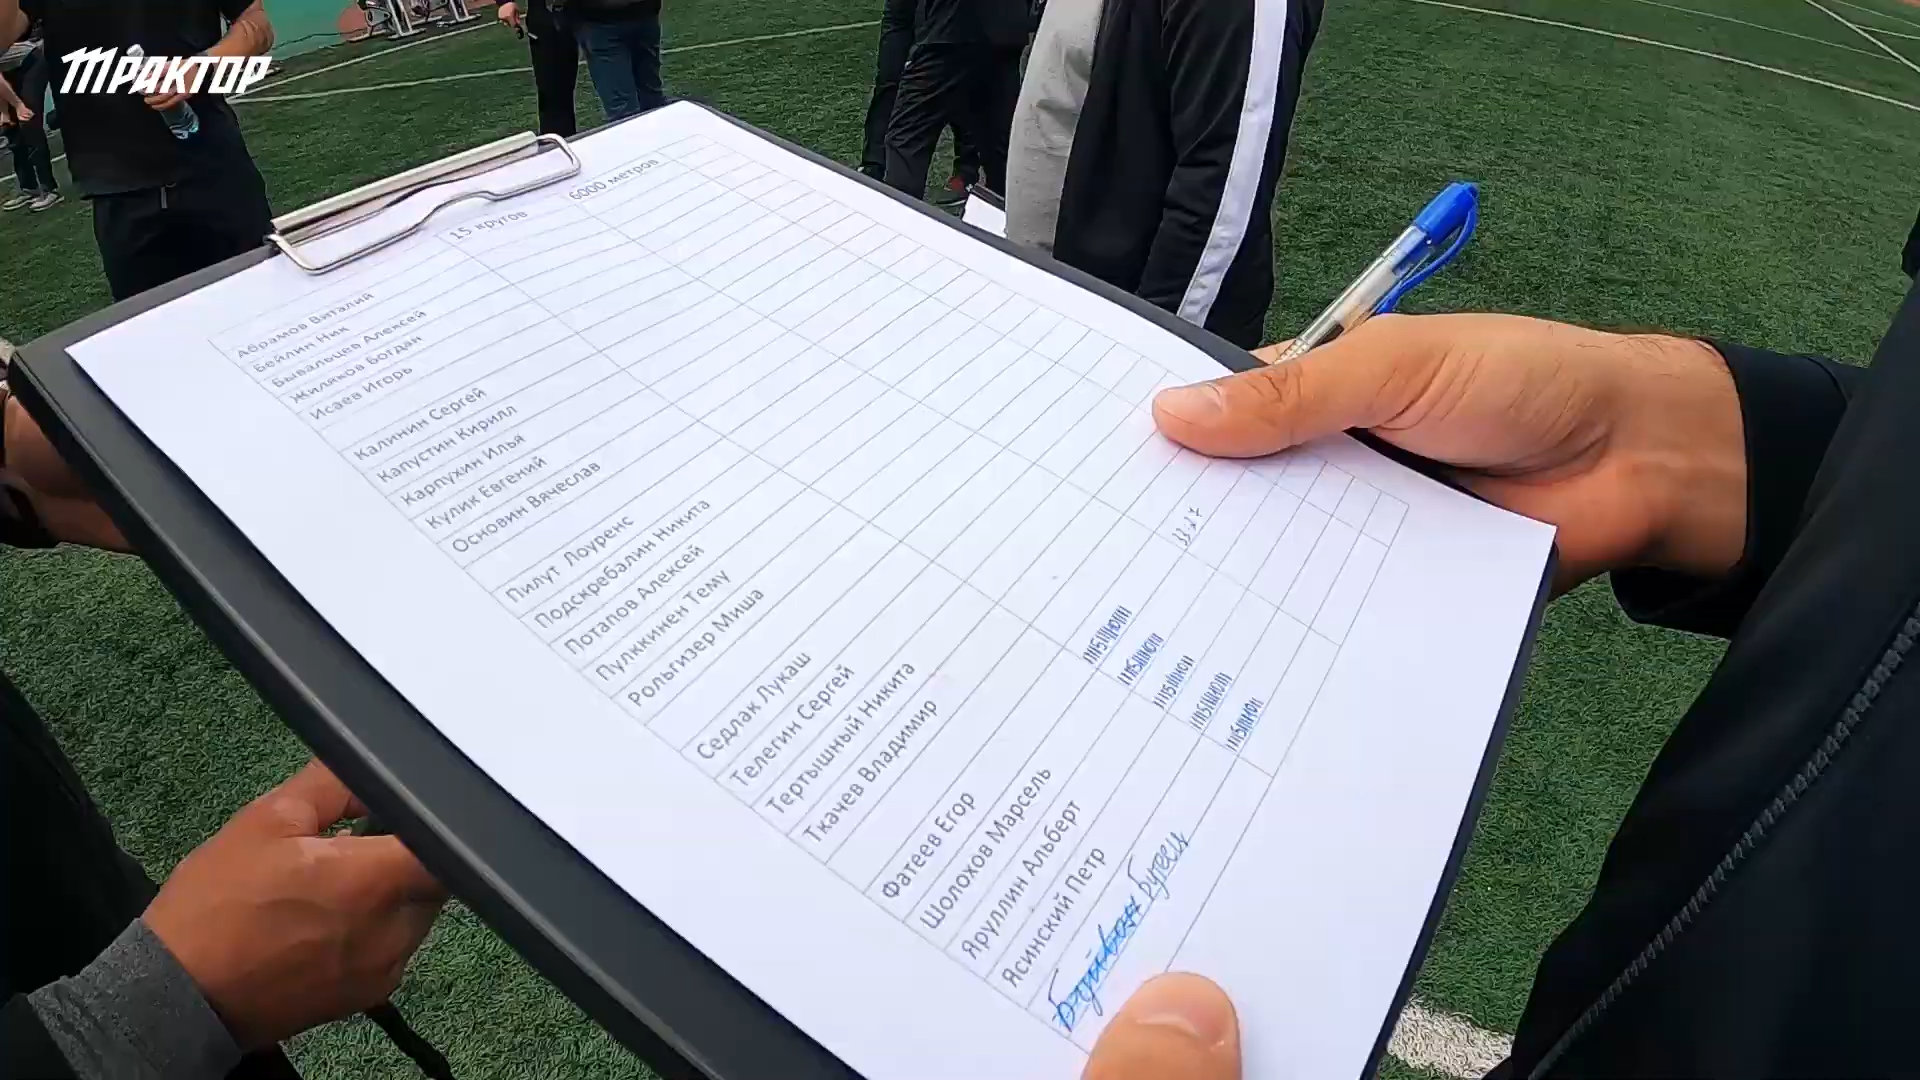 ТРАКТОР
15 кругов 6000 метров
Абрамов Виталий
Бейлин Ник
Бывальцев Алексей
Жиляков Богдан
Исаев Игорь
Калинин Сергей
Капустин Кирилл
Карпухин Илья
Кулик Евгений
Основин Вячеслав
Пилут Лоуренс
Подскребалин Никита
Потапов Алексей
Пулккинен Тему
Рользизер Миша
Седлак Лукаш
Телегин Сергей
Тертышный Никита
Ткачев Владимир
Фатеев Егор
Шолохов Марсель
Яруллин Альберт
Ясинский Петр